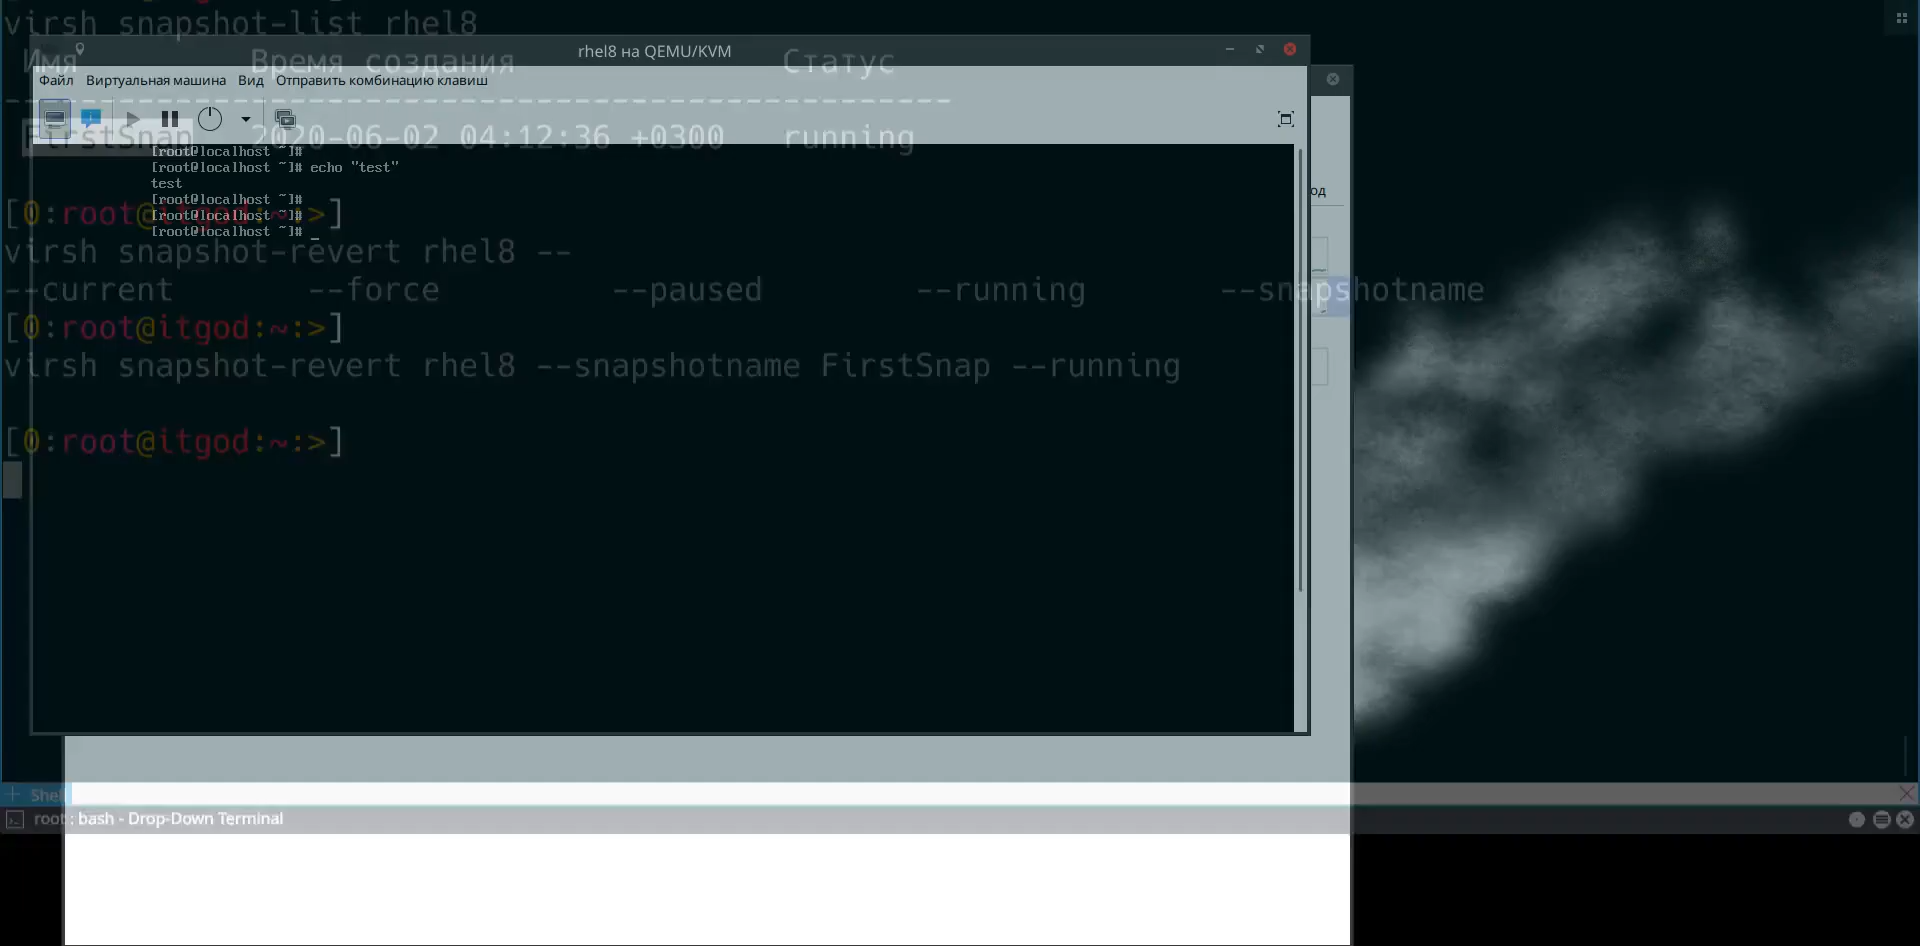 virsh snapshot-list rhel8
rhel8 на QEMU/KVM
Имя Время создания Статус
Файл Виртуальная машина Вид Отправить комбинацию клавиш
--------------------------------------------------
FirstSnap 2020-06-02 04:12:36 +0300 running
[root@localhost ~]#
[root@localhost ~]# echo "test"
test
[root@localhost ~]#
[root@localhost ~]#
[root@localhost ~]# _
од
[0:root@itgod:~:>]
virsh snapshot-revert rhel8 --
--current --force --paused --running --snapshotname
[0:root@itgod:~:>]
virsh snapshot-revert rhel8 --snapshotname FirstSnap --running
[0:root@itgod:~:>]
Shel
root : bash - Drop-Down Terminal